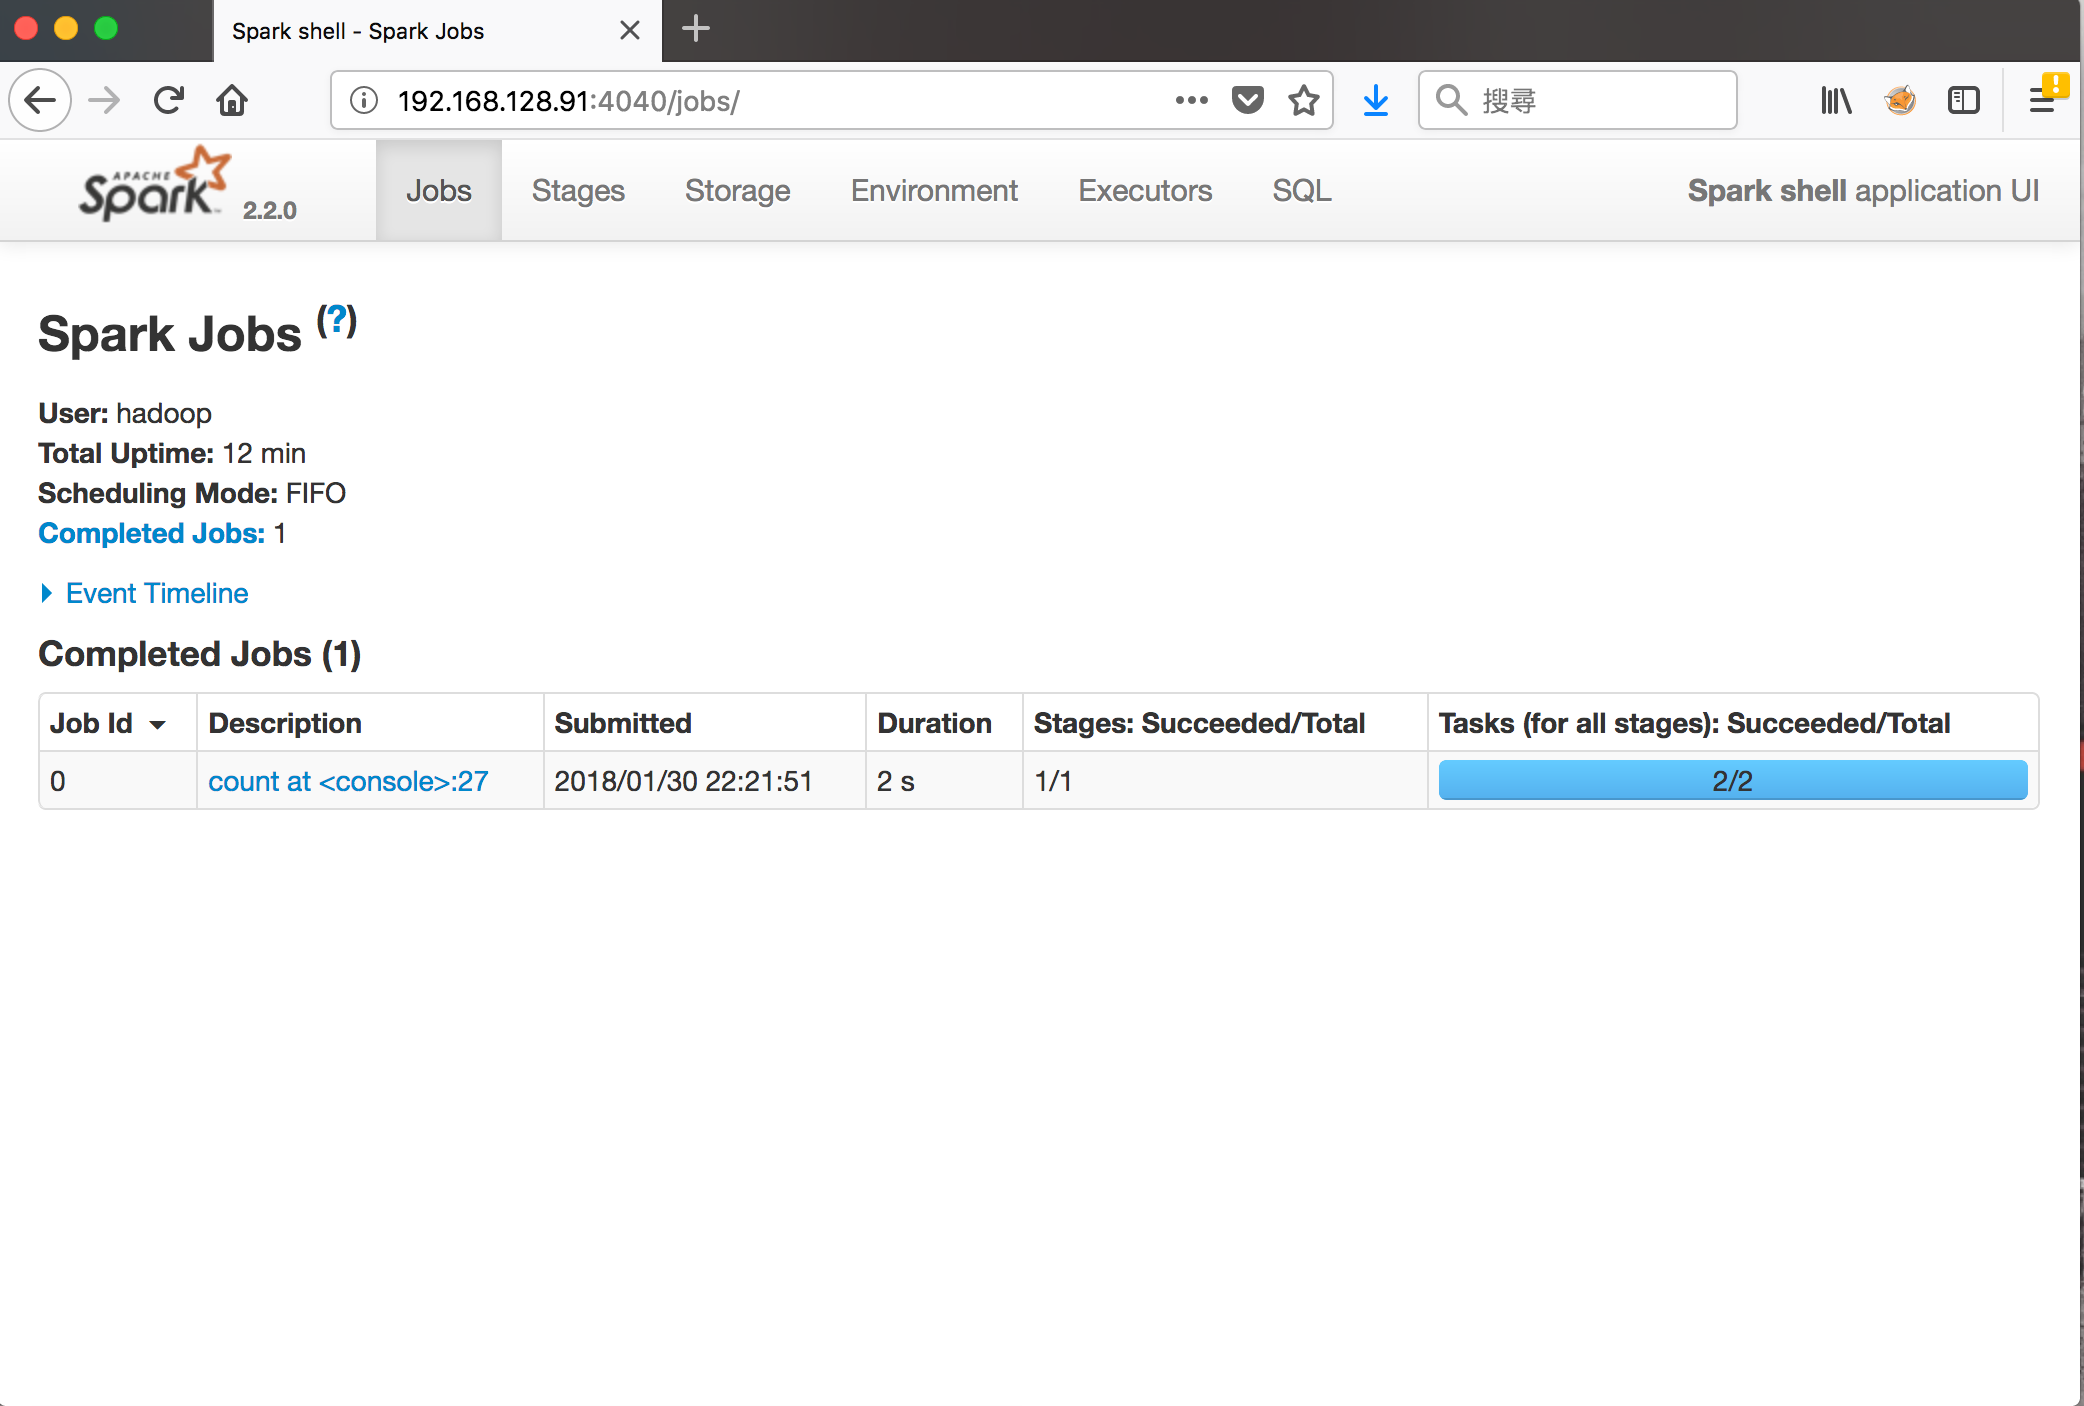 Spark shell - Spark Jobs
192.168.128.91:4040/jobs/
搜尋
APACHE
Spark™ 2.2.0
Jobs Stages Storage Environment Executors SQL Spark shell application UI
Spark Jobs (?)
User: hadoop
Total Uptime: 12 min
Scheduling Mode: FIFO
Completed Jobs: 1
Event Timeline
Completed Jobs (1)
Job Id Description Submitted Duration Stages: Succeeded/Total Tasks (for all stages): Succeeded/Total
0 count at <console>:27 2018/01/30 22:21:51 2 s 1/1 2/2